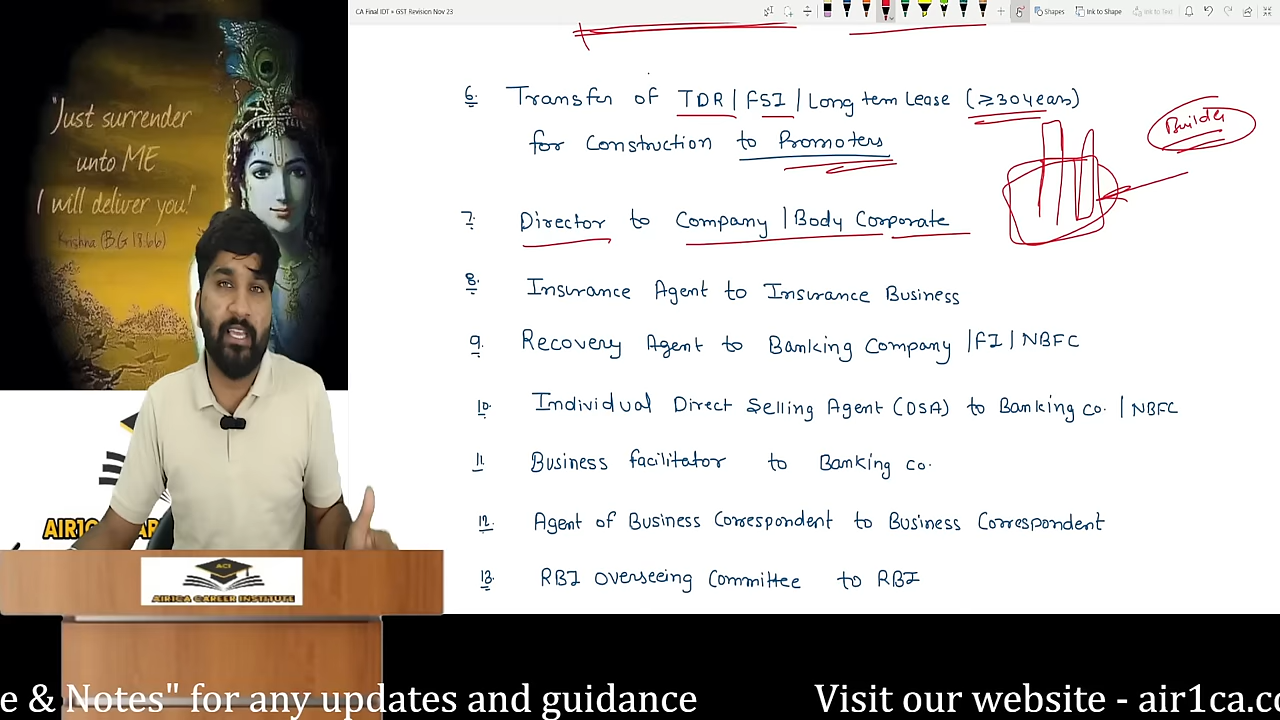 CA Final IDT » GST Revision Nov 23
Shapes
Ink to Shape
Ink to Text
"Just surrender
unto ME
I will deliver you!"
- Krishna (BG 18:66)
6. Transfer of TDR | FSI | Long term Lease (≥30 years)
for Construction to Promoters
Builder
7. Director to Company | Body Corporate
8. Insurance Agent to Insurance Business
9. Recovery Agent to Banking Company | FI | NBFC
10. Individual Direct Selling Agent (DSA) to Banking Co. | NBFC
11. Business facilitator to Banking Co.
12. Agent of Business Correspondent to Business Correspondent
13. RBI overseeing Committee to RBI
ACI
AIR1CA CAREER INSTITUTE
e & Notes" for any updates and guidance
Visit our website - air1ca.co